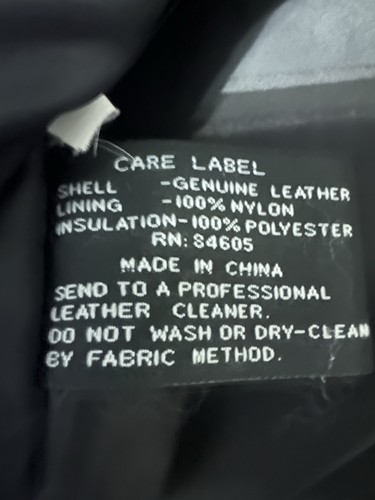 CARE LABEL
SHELL -GENUINE LEATHER
LINING -100% NYLON
INSULATION-100% POLYESTER
RN: 84605
MADE IN CHINA
SEND TO A PROFESSIONAL
LEATHER CLEANER.
DO NOT WASH OR DRY-CLEAN
BY FABRIC METHOD.